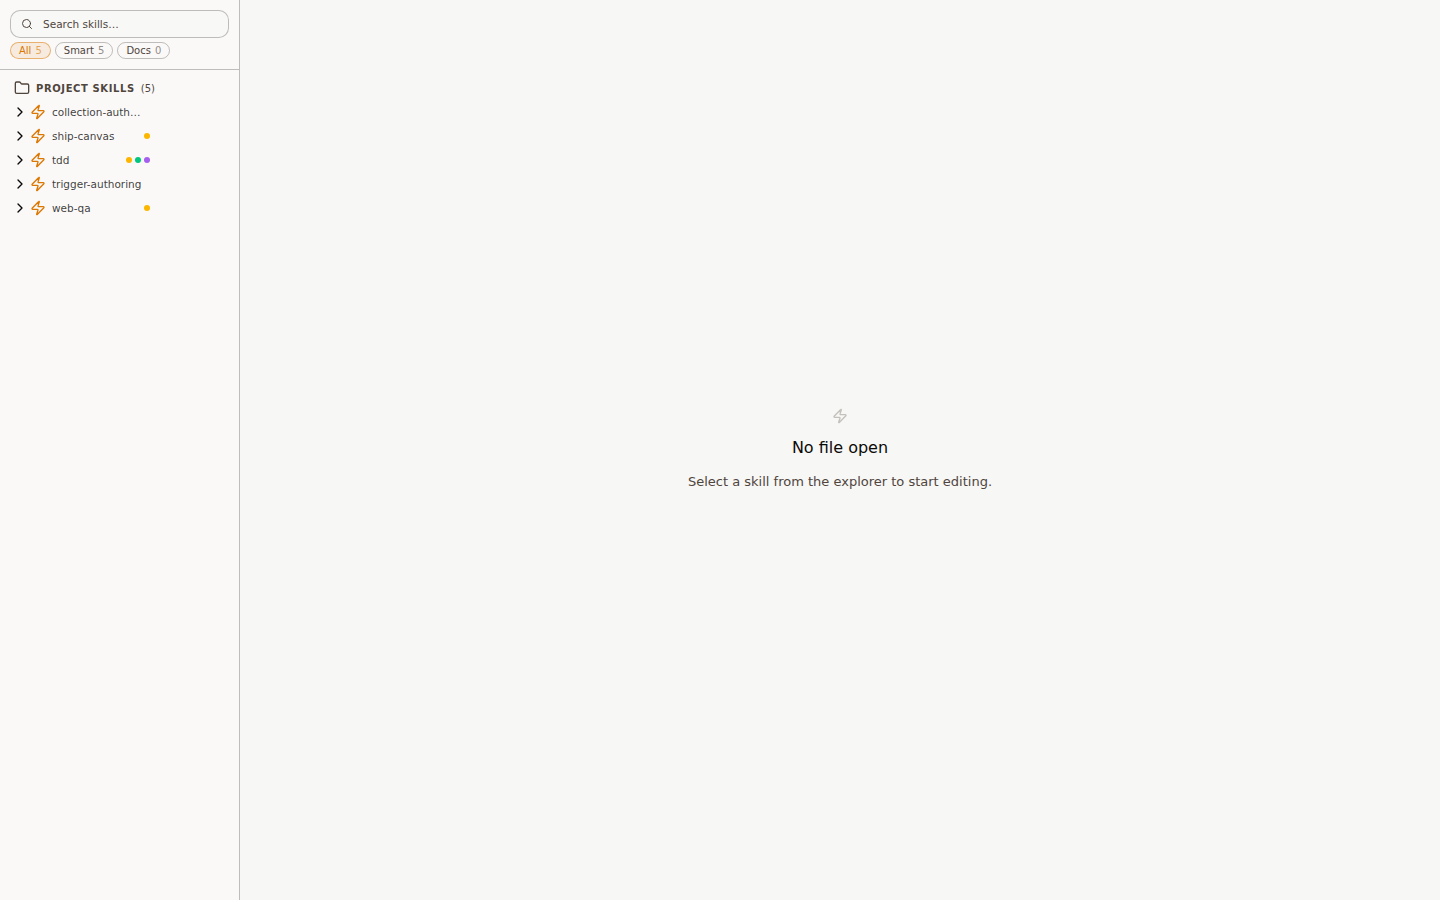 Search skills...
All 5 Smart 5 Docs 0
PROJECT SKILLS (5)
collection-auth...
ship-canvas
tdd
trigger-authoring
web-qa
No file open
Select a skill from the explorer to start editing.